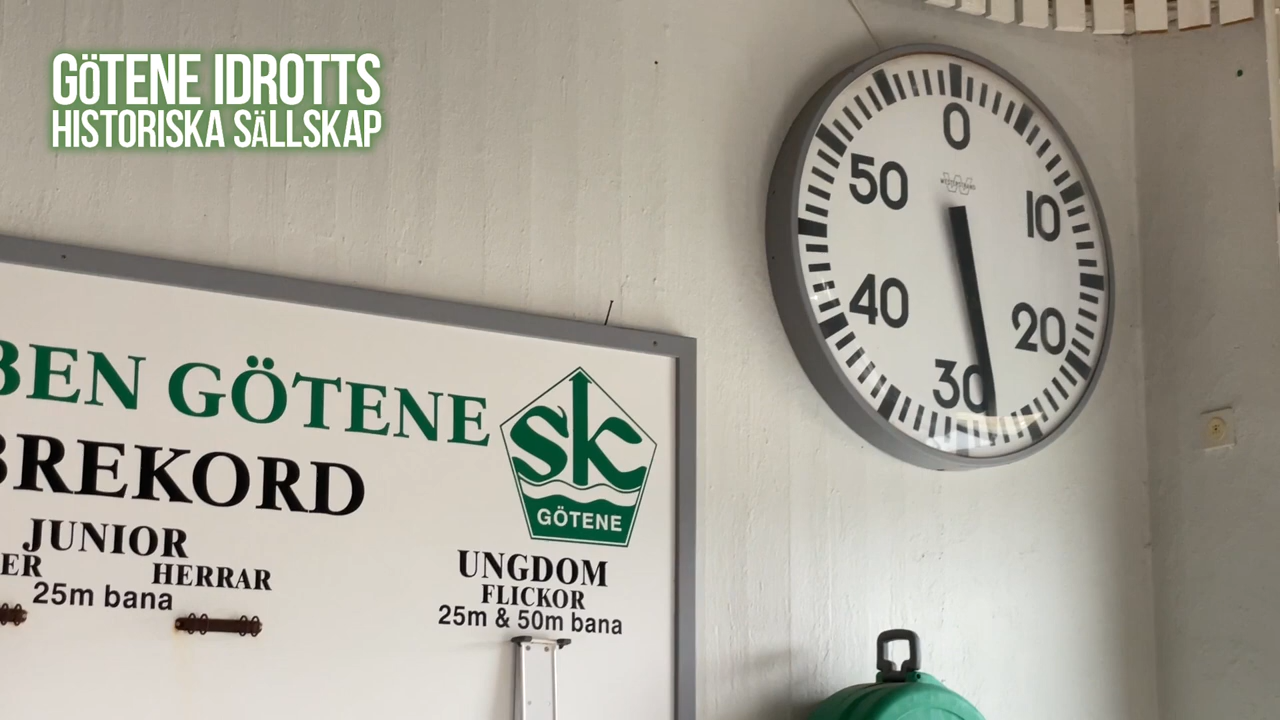 GÖTENE IDROTTS
HISTORISKA SÄLLSKAP
BEN GÖTENE
BREKORD
JUNIOR
ER HERRAR
25m bana
SK
GÖTENE
UNGDOM
FLICKOR
25m & 50m bana
0
WESTERSTRAND
50
10
40
20
30